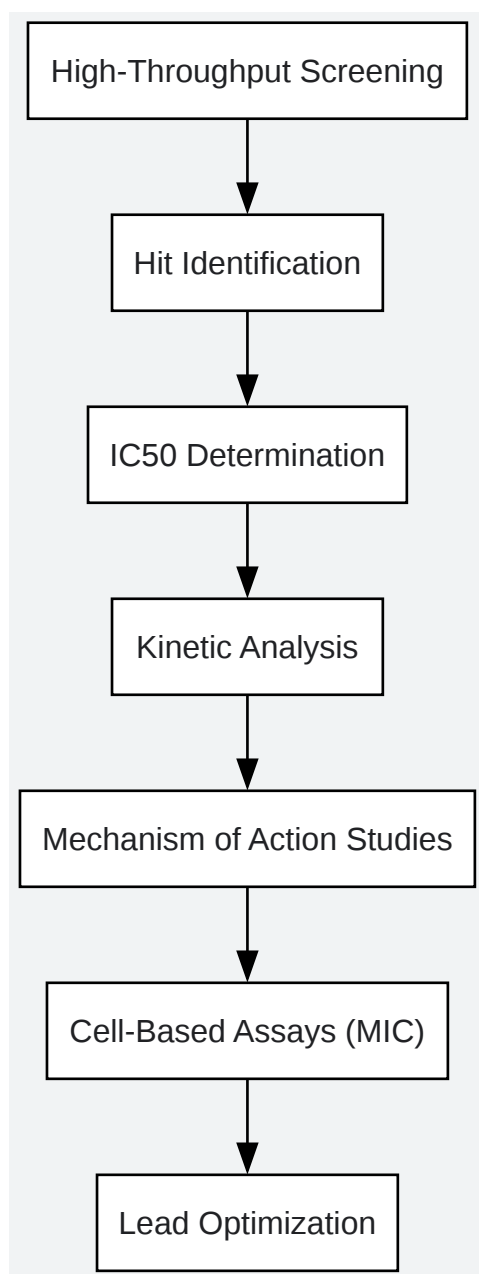 High-Throughput Screening
Hit Identification
IC50 Determination
Kinetic Analysis
Mechanism of Action Studies
Cell-Based Assays (MIC)
Lead Optimization